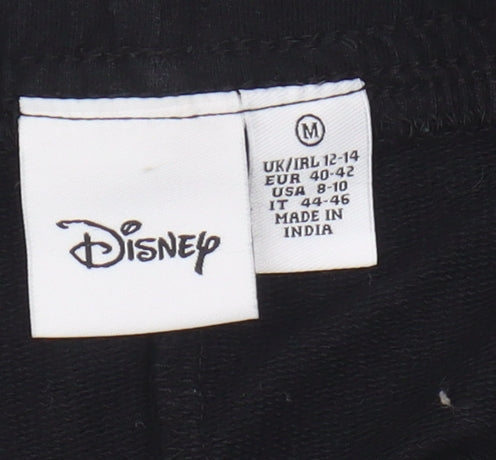 Disney
M
UK/IRL 12-14
EUR 40-42
USA 8-10
IT 44-46
MADE IN
INDIA